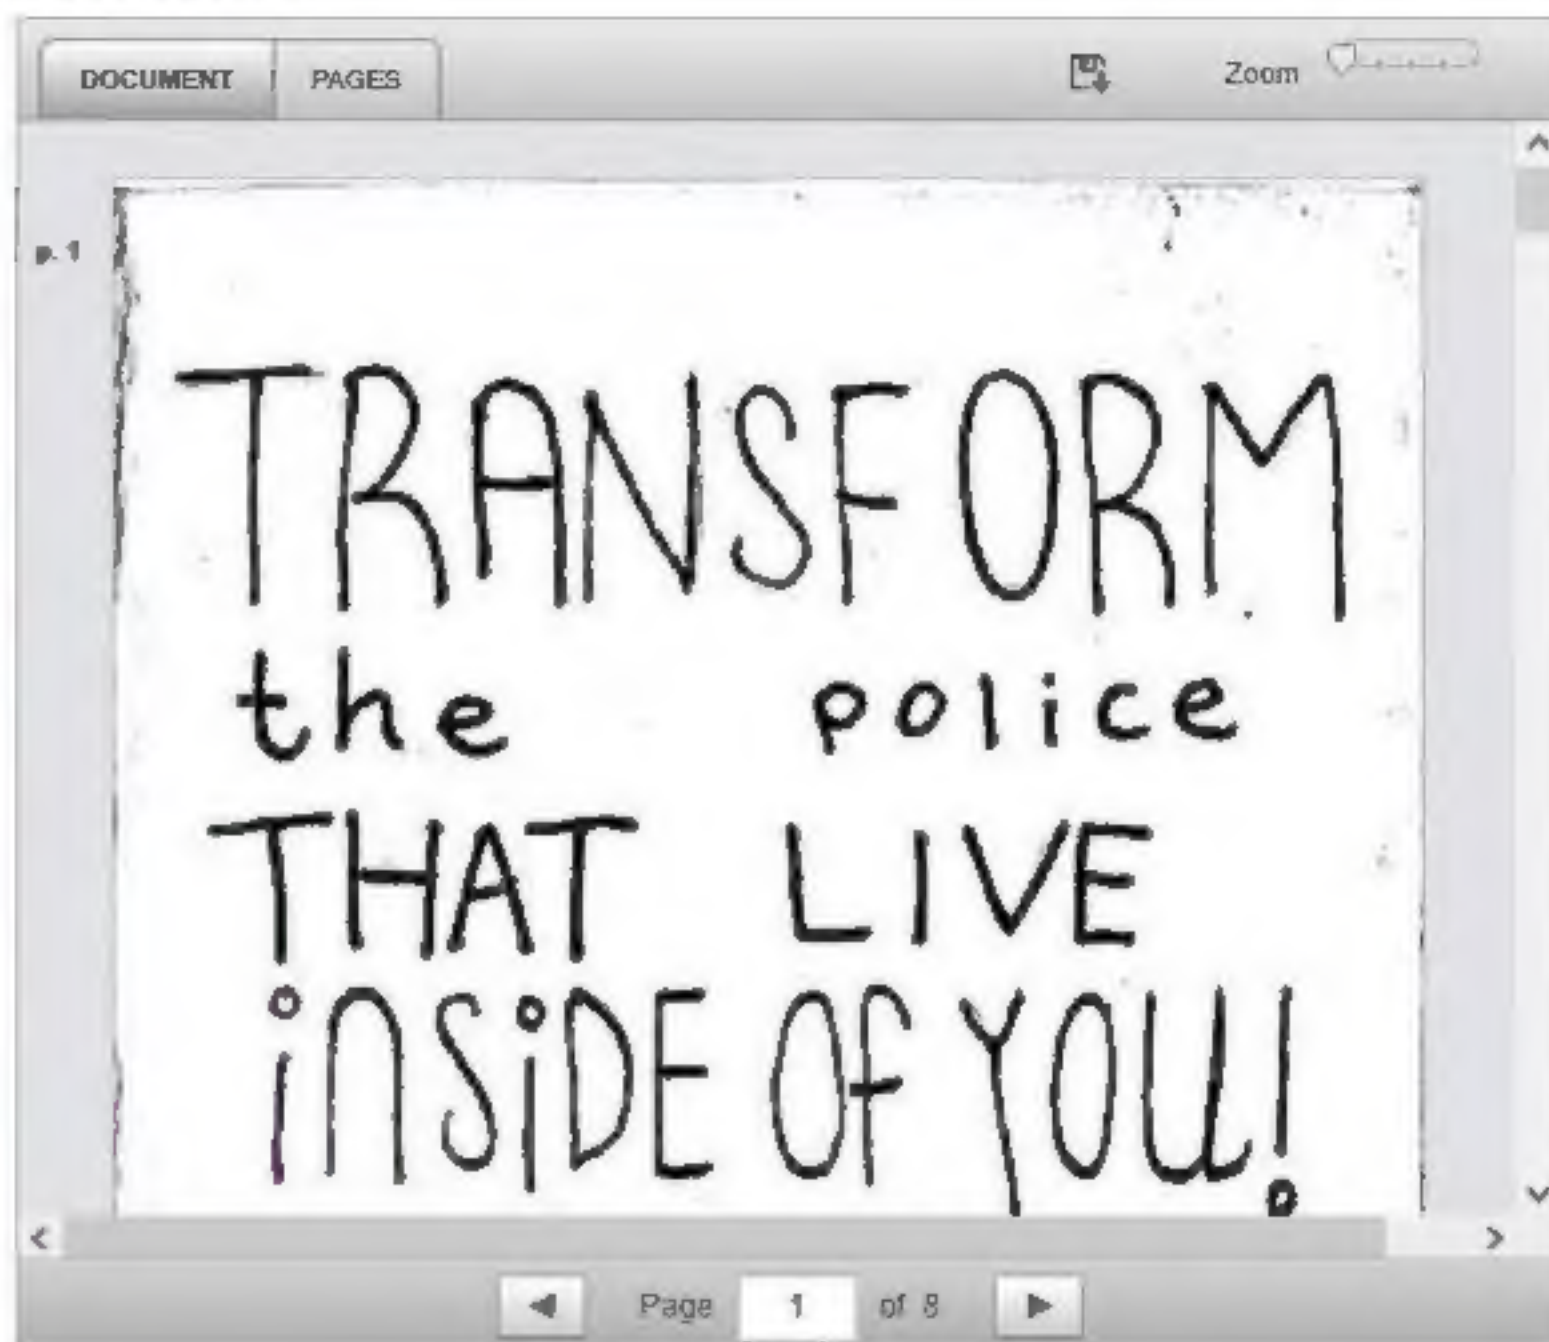 DOCUMENT PAGES Zoom
p. 1
TRANSFORM
the police
THAT LIVE
inSiDE Of YOU!
Page 1 of 8